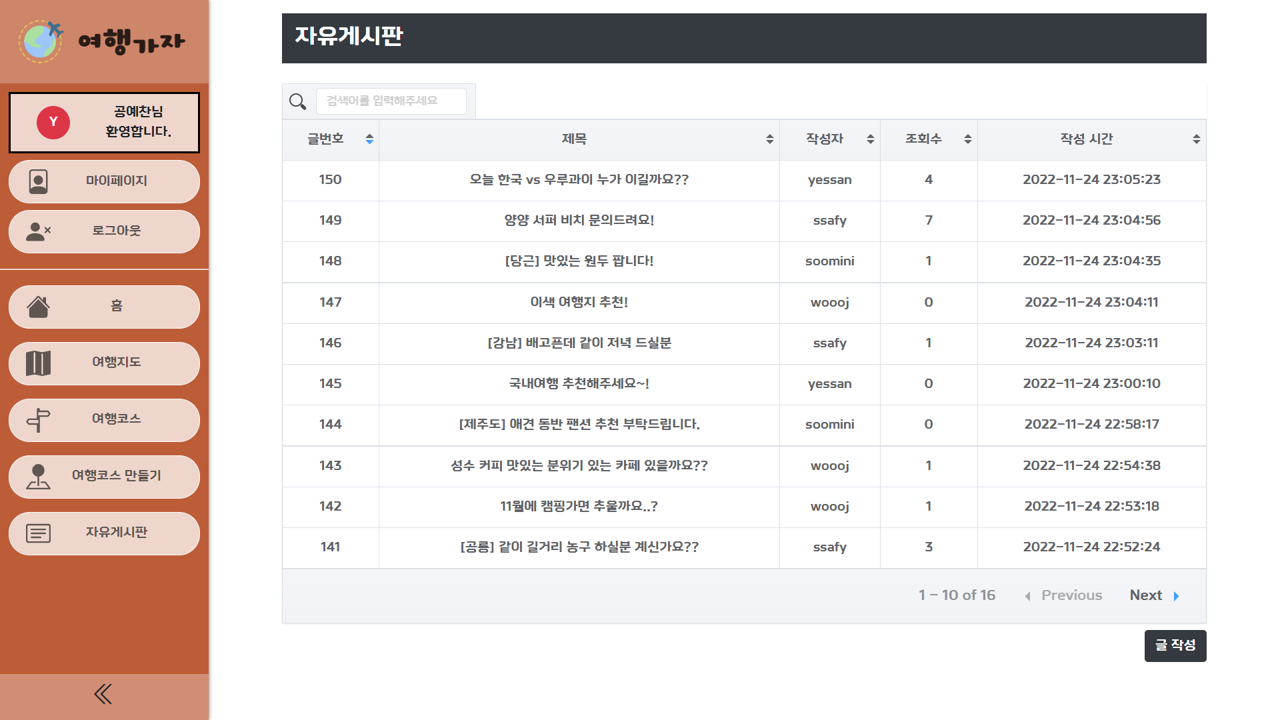 여행가자
Y
공예찬님
환영합니다.
마이페이지
로그아웃
홈
여행지도
여행코스
여행코스 만들기
자유게시판
자유게시판
검색어를 입력해주세요
글번호 제목 작성자 조회수 작성 시간
150 오늘 한국 vs 우루과이 누가 이길까요?? yessan 4 2022-11-24 23:05:23
149 양양 서퍼 비치 문의드려요! ssafy 7 2022-11-24 23:04:56
148 [당근] 맛있는 원두 팝니다! soomini 1 2022-11-24 23:04:35
147 이색 여행지 추천! woooj 0 2022-11-24 23:04:11
146 [강남] 배고픈데 같이 저녁 드실분 ssafy 1 2022-11-24 23:03:11
145 국내여행 추천해주세요~! yessan 0 2022-11-24 23:00:10
144 [제주도] 애견 동반 팬션 추천 부탁드립니다. soomini 0 2022-11-24 22:58:17
143 성수 커피 맛있는 분위기 있는 카페 있을까요?? woooj 1 2022-11-24 22:54:38
142 11월에 캠핑가면 추울까요..? woooj 1 2022-11-24 22:53:18
141 [공릉] 같이 길거리 농구 하실분 계신가요?? ssafy 3 2022-11-24 22:52:24
1 - 10 of 16 Previous Next
글 작성